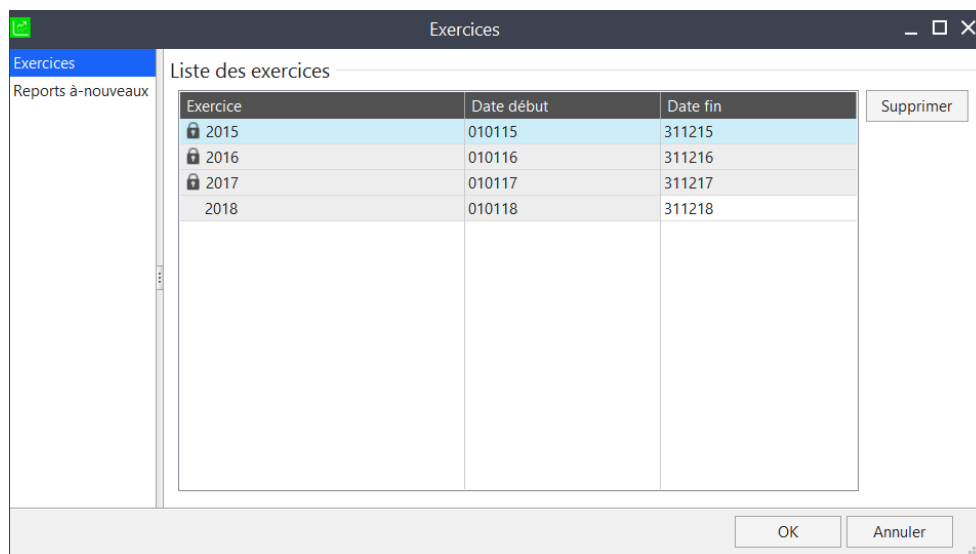 Exercices
Exercices
Reports à-nouveaux
Liste des exercices
Exercice Date début Date fin
2015 010115 311215
2016 010116 311216
2017 010117 311217
2018 010118 311218
Supprimer
OK Annuler